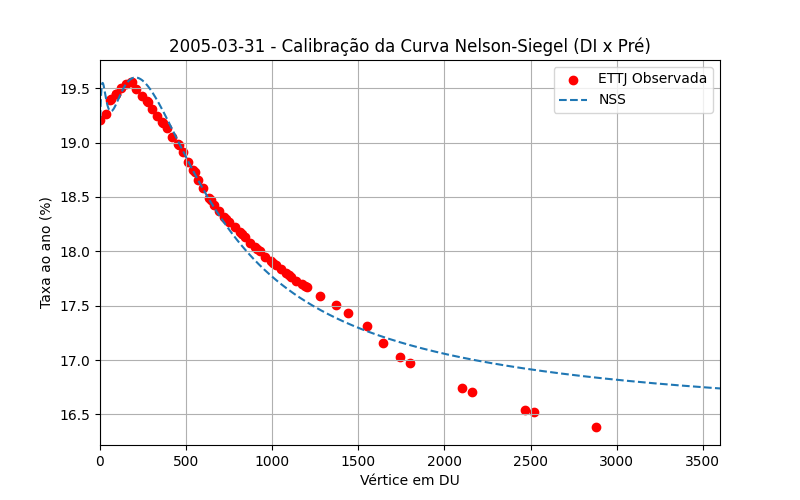 2005-03-31 - Calibração da Curva Nelson-Siegel (DI x Pré)
ETTJ Observada
NSS
Taxa ao ano (%)
19.5
19.0
18.5
18.0
17.5
17.0
16.5
0 500 1000 1500 2000 2500 3000 3500
Vértice em DU